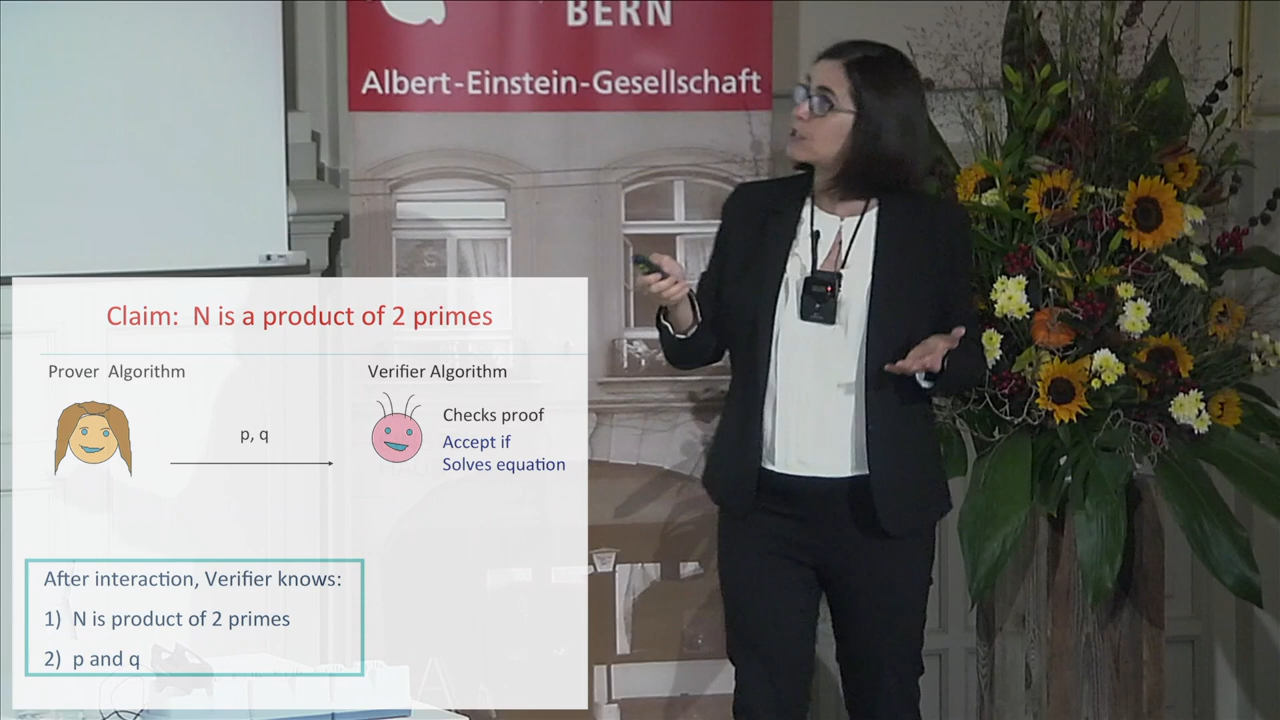 BERN
Albert-Einstein-Gesellschaft
Claim: N is a product of 2 primes
Prover Algorithm
Verifier Algorithm
p, q
Checks proof
Accept if
Solves equation
After interaction, Verifier knows:
1) N is product of 2 primes
2) p and q